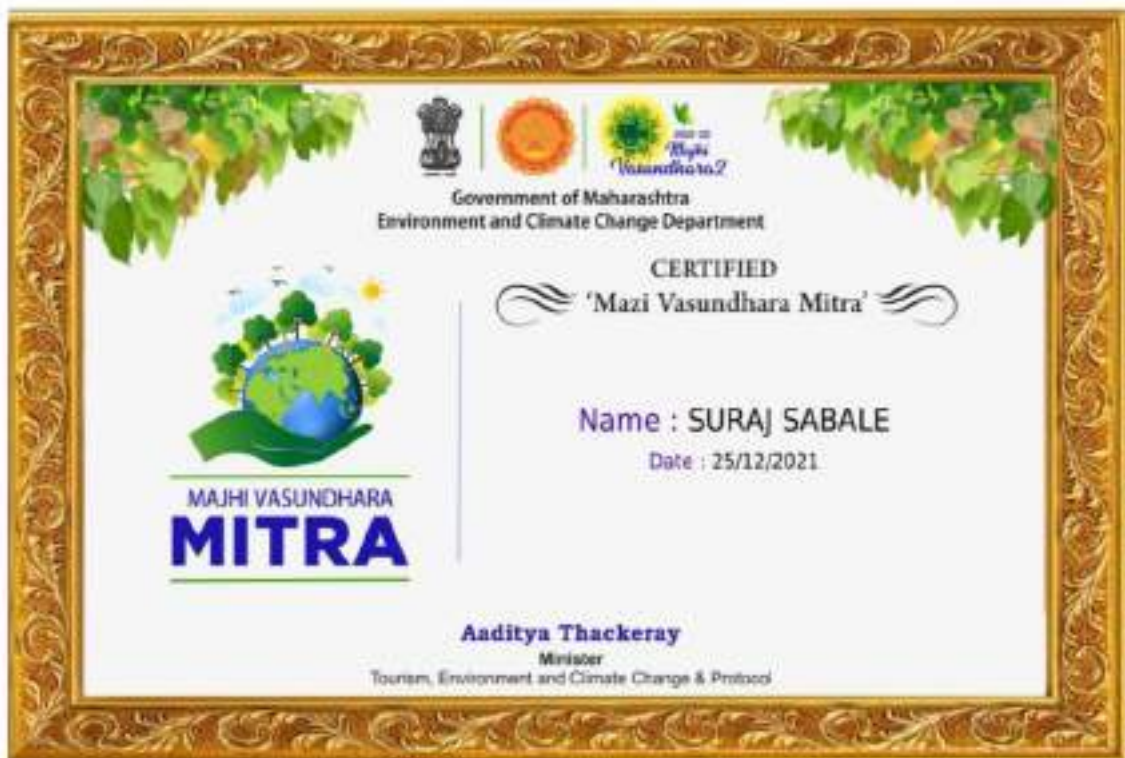 Majhi
Vasundhara2
Government of Maharashtra
Environment and Climate Change Department
CERTIFIED
'Mazi Vasundhara Mitra'
Name : SURAJ SABALE
Date : 25/12/2021
MAJHI VASUNDHARA
MITRA
Aaditya Thackeray
Minister
Tourism, Environment and Climate Change & Protocol